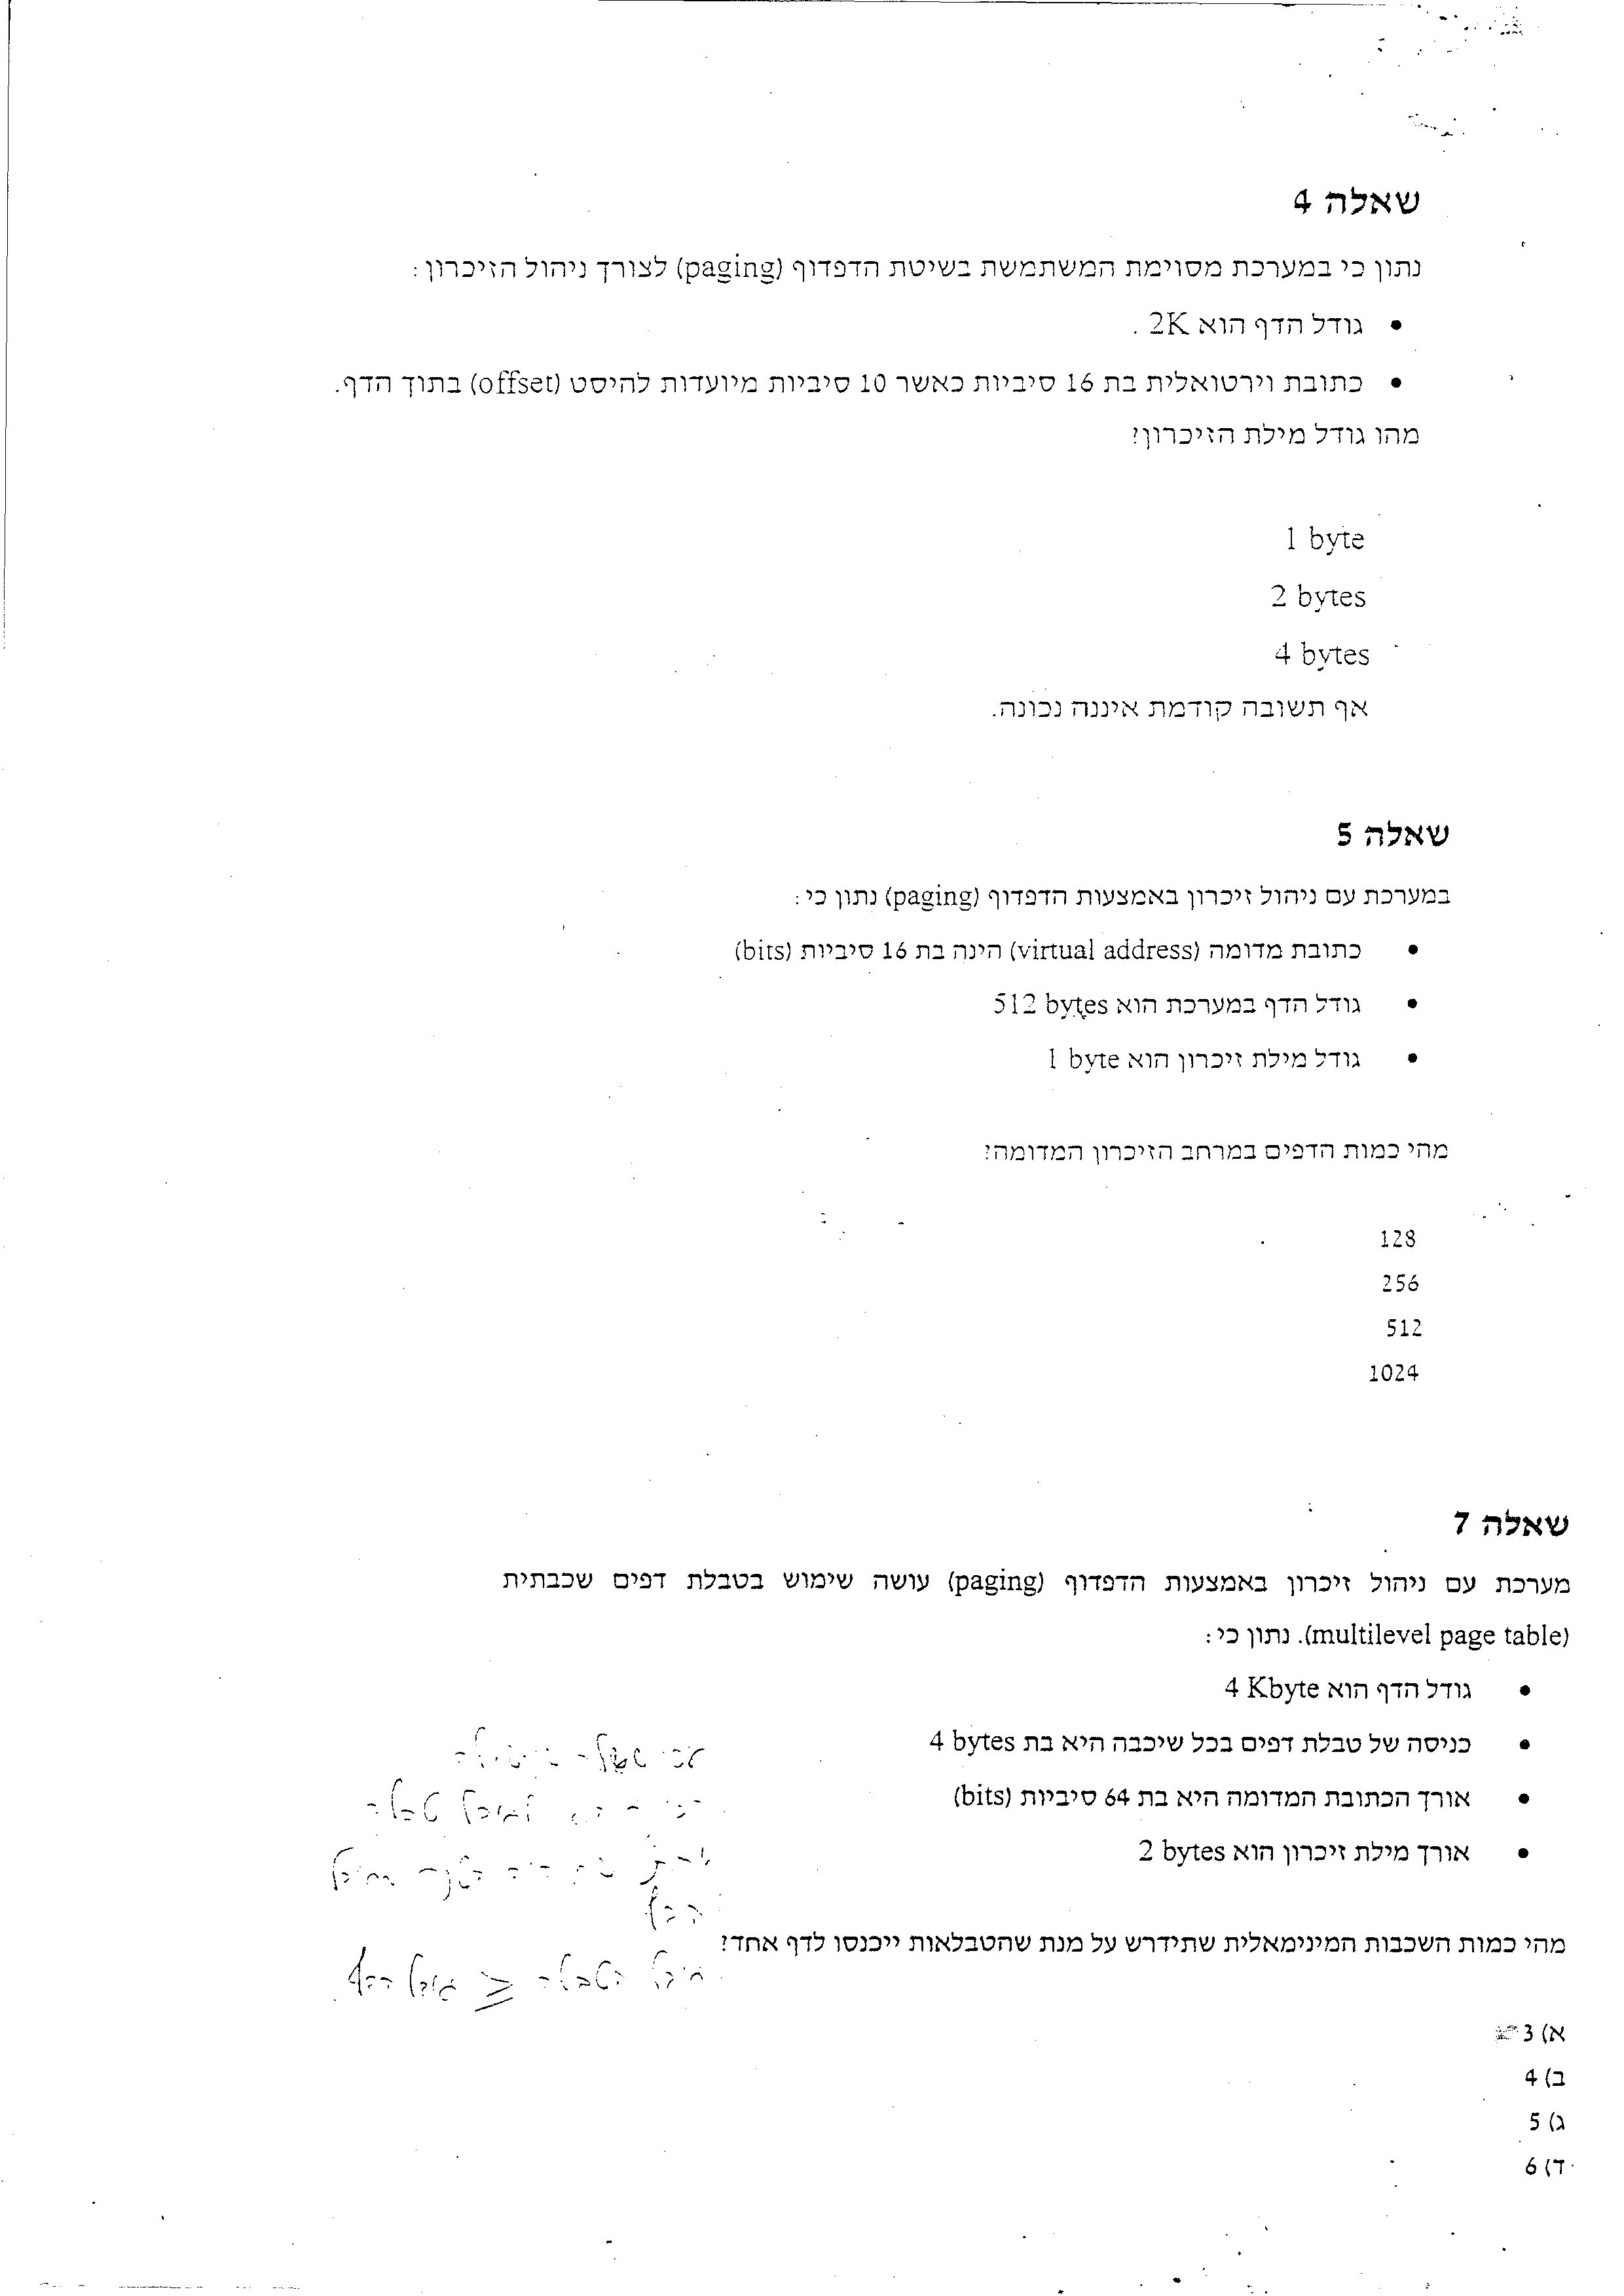 שאלה 4
נתון כי במערכת מסוימת המשתמשת בשיטת הדפדוף (paging) לצורך ניהול הזיכרון:
• גודל הדף הוא 2K .
• כתובת וירטואלית בת 16 סיביות כאשר 10 סיביות מיועדות להיסט (offset) בתוך הדף.
מהו גודל מילת הזיכרון?
1 byte
2 bytes
4 bytes
אף תשובה קודמת איננה נכונה.
שאלה 5
במערכת עם ניהול זיכרון באמצעות הדפדוף (paging) נתון כי:
• כתובת מדומה (virtual address) הינה בת 16 סיביות (bits)
• גודל הדף במערכת הוא 512 bytes
• גודל מילת זיכרון הוא 1 byte
מהי כמות הדפים במרחב הזיכרון המדומה?
128
256
512
1024
שאלה 7
מערכת עם ניהול זיכרון באמצעות הדפדוף (paging) עושה שימוש בטבלת דפים שכבתית
(multilevel page table). נתון כי:
• גודל הדף הוא 4 Kbyte
• כניסה של טבלת דפים בכל שיכבה היא בת 4 bytes
• אורך הכתובת המדומה היא בת 64 סיביות (bits)
• אורך מילת זיכרון הוא 2 bytes
מהי כמות השכבות המינימאלית שתידרש על מנת שהטבלאות ייכנסו לדף אחד?
גודל הטבלה ≥ גודל הדף
א) 3
ב) 4
ג) 5
ד) 6